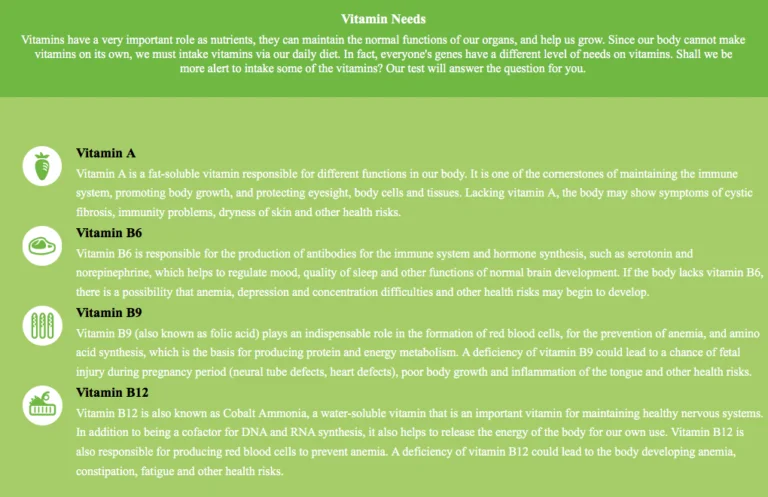 Vitamin Needs
Vitamins have a very important role as nutrients, they can maintain the normal functions of our organs, and help us grow. Since our body cannot make
vitamins on its own, we must intake vitamins via our daily diet. In fact, everyone's genes have a different level of needs on vitamins. Shall we be
more alert to intake some of the vitamins? Our test will answer the question for you.
Vitamin A
Vitamin A is a fat-soluble vitamin responsible for different functions in our body. It is one of the cornerstones of maintaining the immune
system, promoting body growth, and protecting eyesight, body cells and tissues. Lacking vitamin A, the body may show symptoms of cystic
fibrosis, immunity problems, dryness of skin and other health risks.
Vitamin B6
Vitamin B6 is responsible for the production of antibodies for the immune system and hormone synthesis, such as serotonin and
norepinephrine, which helps to regulate mood, quality of sleep and other functions of normal brain development. If the body lacks vitamin B6,
there is a possibility that anemia, depression and concentration difficulties and other health risks may begin to develop.
Vitamin B9
Vitamin B9 (also known as folic acid) plays an indispensable role in the formation of red blood cells, for the prevention of anemia, and amino
acid synthesis, which is the basis for producing protein and energy metabolism. A deficiency of vitamin B9 could lead to a chance of fetal
injury during pregnancy period (neural tube defects, heart defects), poor body growth and inflammation of the tongue and other health risks.
Vitamin B12
Vitamin B12 is also known as Cobalt Ammonia, a water-soluble vitamin that is an important vitamin for maintaining healthy nervous systems.
In addition to being a cofactor for DNA and RNA synthesis, it also helps to release the energy of the body for our own use. Vitamin B12 is
also responsible for producing red blood cells to prevent anemia. A deficiency of vitamin B12 could lead to the body developing anemia,
constipation, fatigue and other health risks.